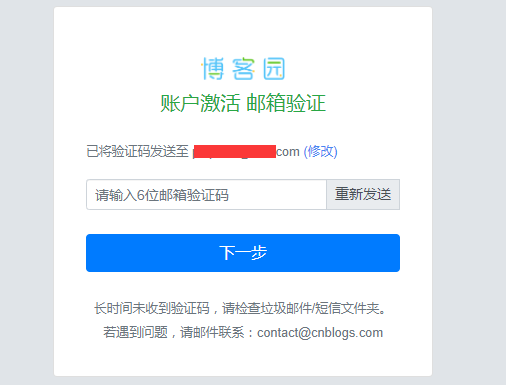 博客园
账户激活 邮箱验证
已将验证码发送至 com (修改)
请输入6位邮箱验证码 重新发送
下一步
长时间未收到验证码，请检查垃圾邮件/短信文件夹。
若遇到问题，请邮件联系：contact@cnblogs.com